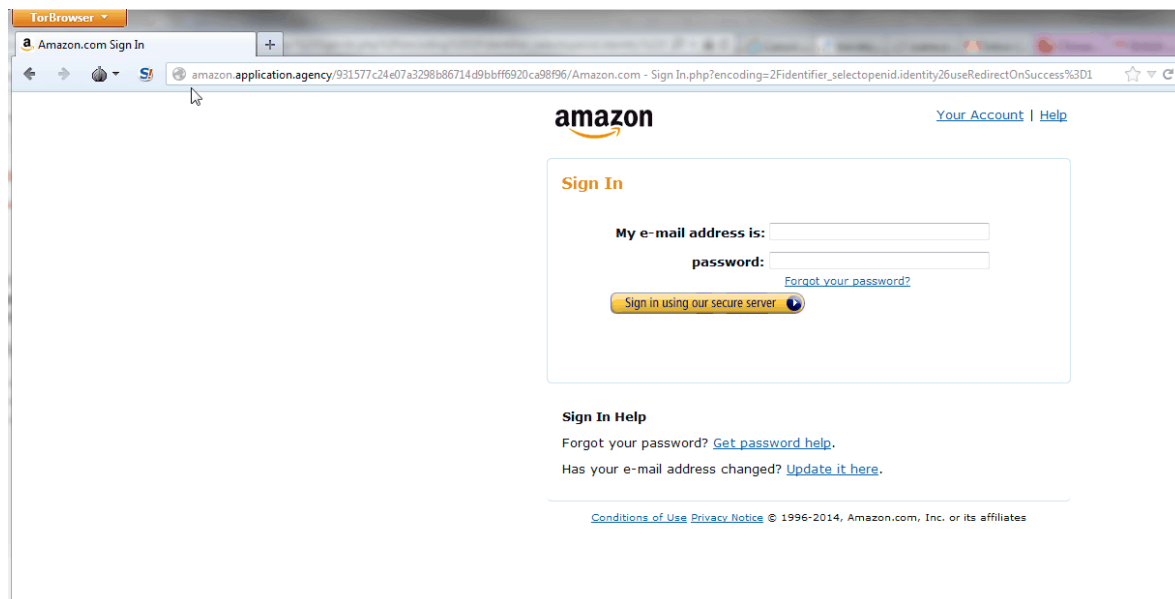 TorBrowser
a Amazon.com Sign In
+
amazon.application.agency/931577c24e07a3298b86714d9bbff6920ca98f96/Amazon.com - Sign In.php?encoding=2Fidentifier_selectopenid.identity26useRedirectOnSuccess%3D1
amazon
Your Account | Help
Sign In
My e-mail address is:
password:
Forgot your password?
Sign in using our secure server
Sign In Help
Forgot your password? Get password help.
Has your e-mail address changed? Update it here.
Conditions of Use Privacy Notice © 1996-2014, Amazon.com, Inc. or its affiliates